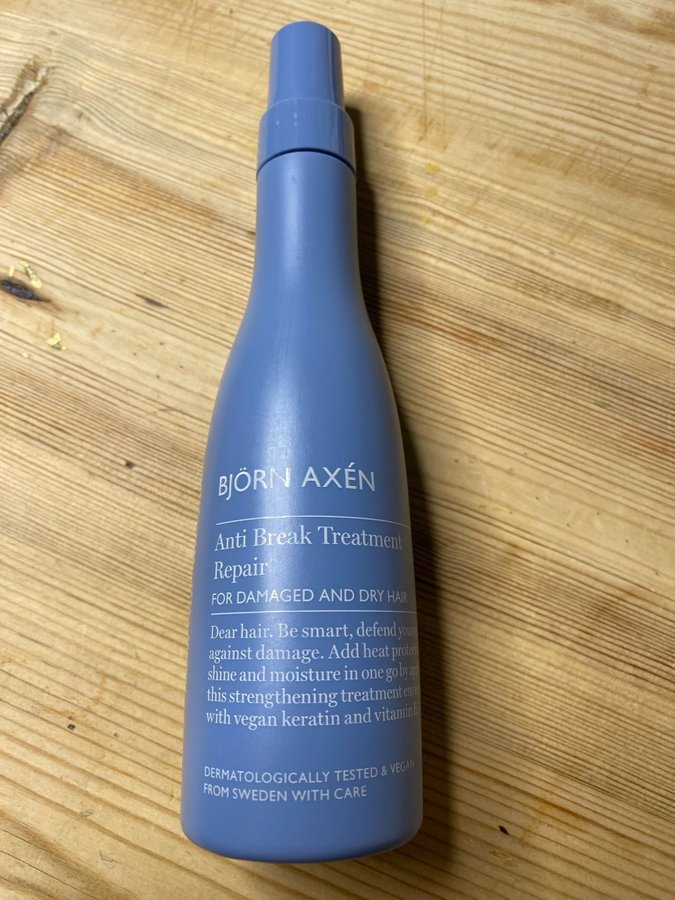 BJÖRN AXÉN
Anti Break Treatment
Repair
FOR DAMAGED AND DRY HAIR
Dear hair. Be smart, defend
against damage. Add heat
shine and moisture in one go by
this strengthening treatment
with vegan keratin and vitamin
DERMATOLOGICALLY TESTED & VEGAN
FROM SWEDEN WITH CARE